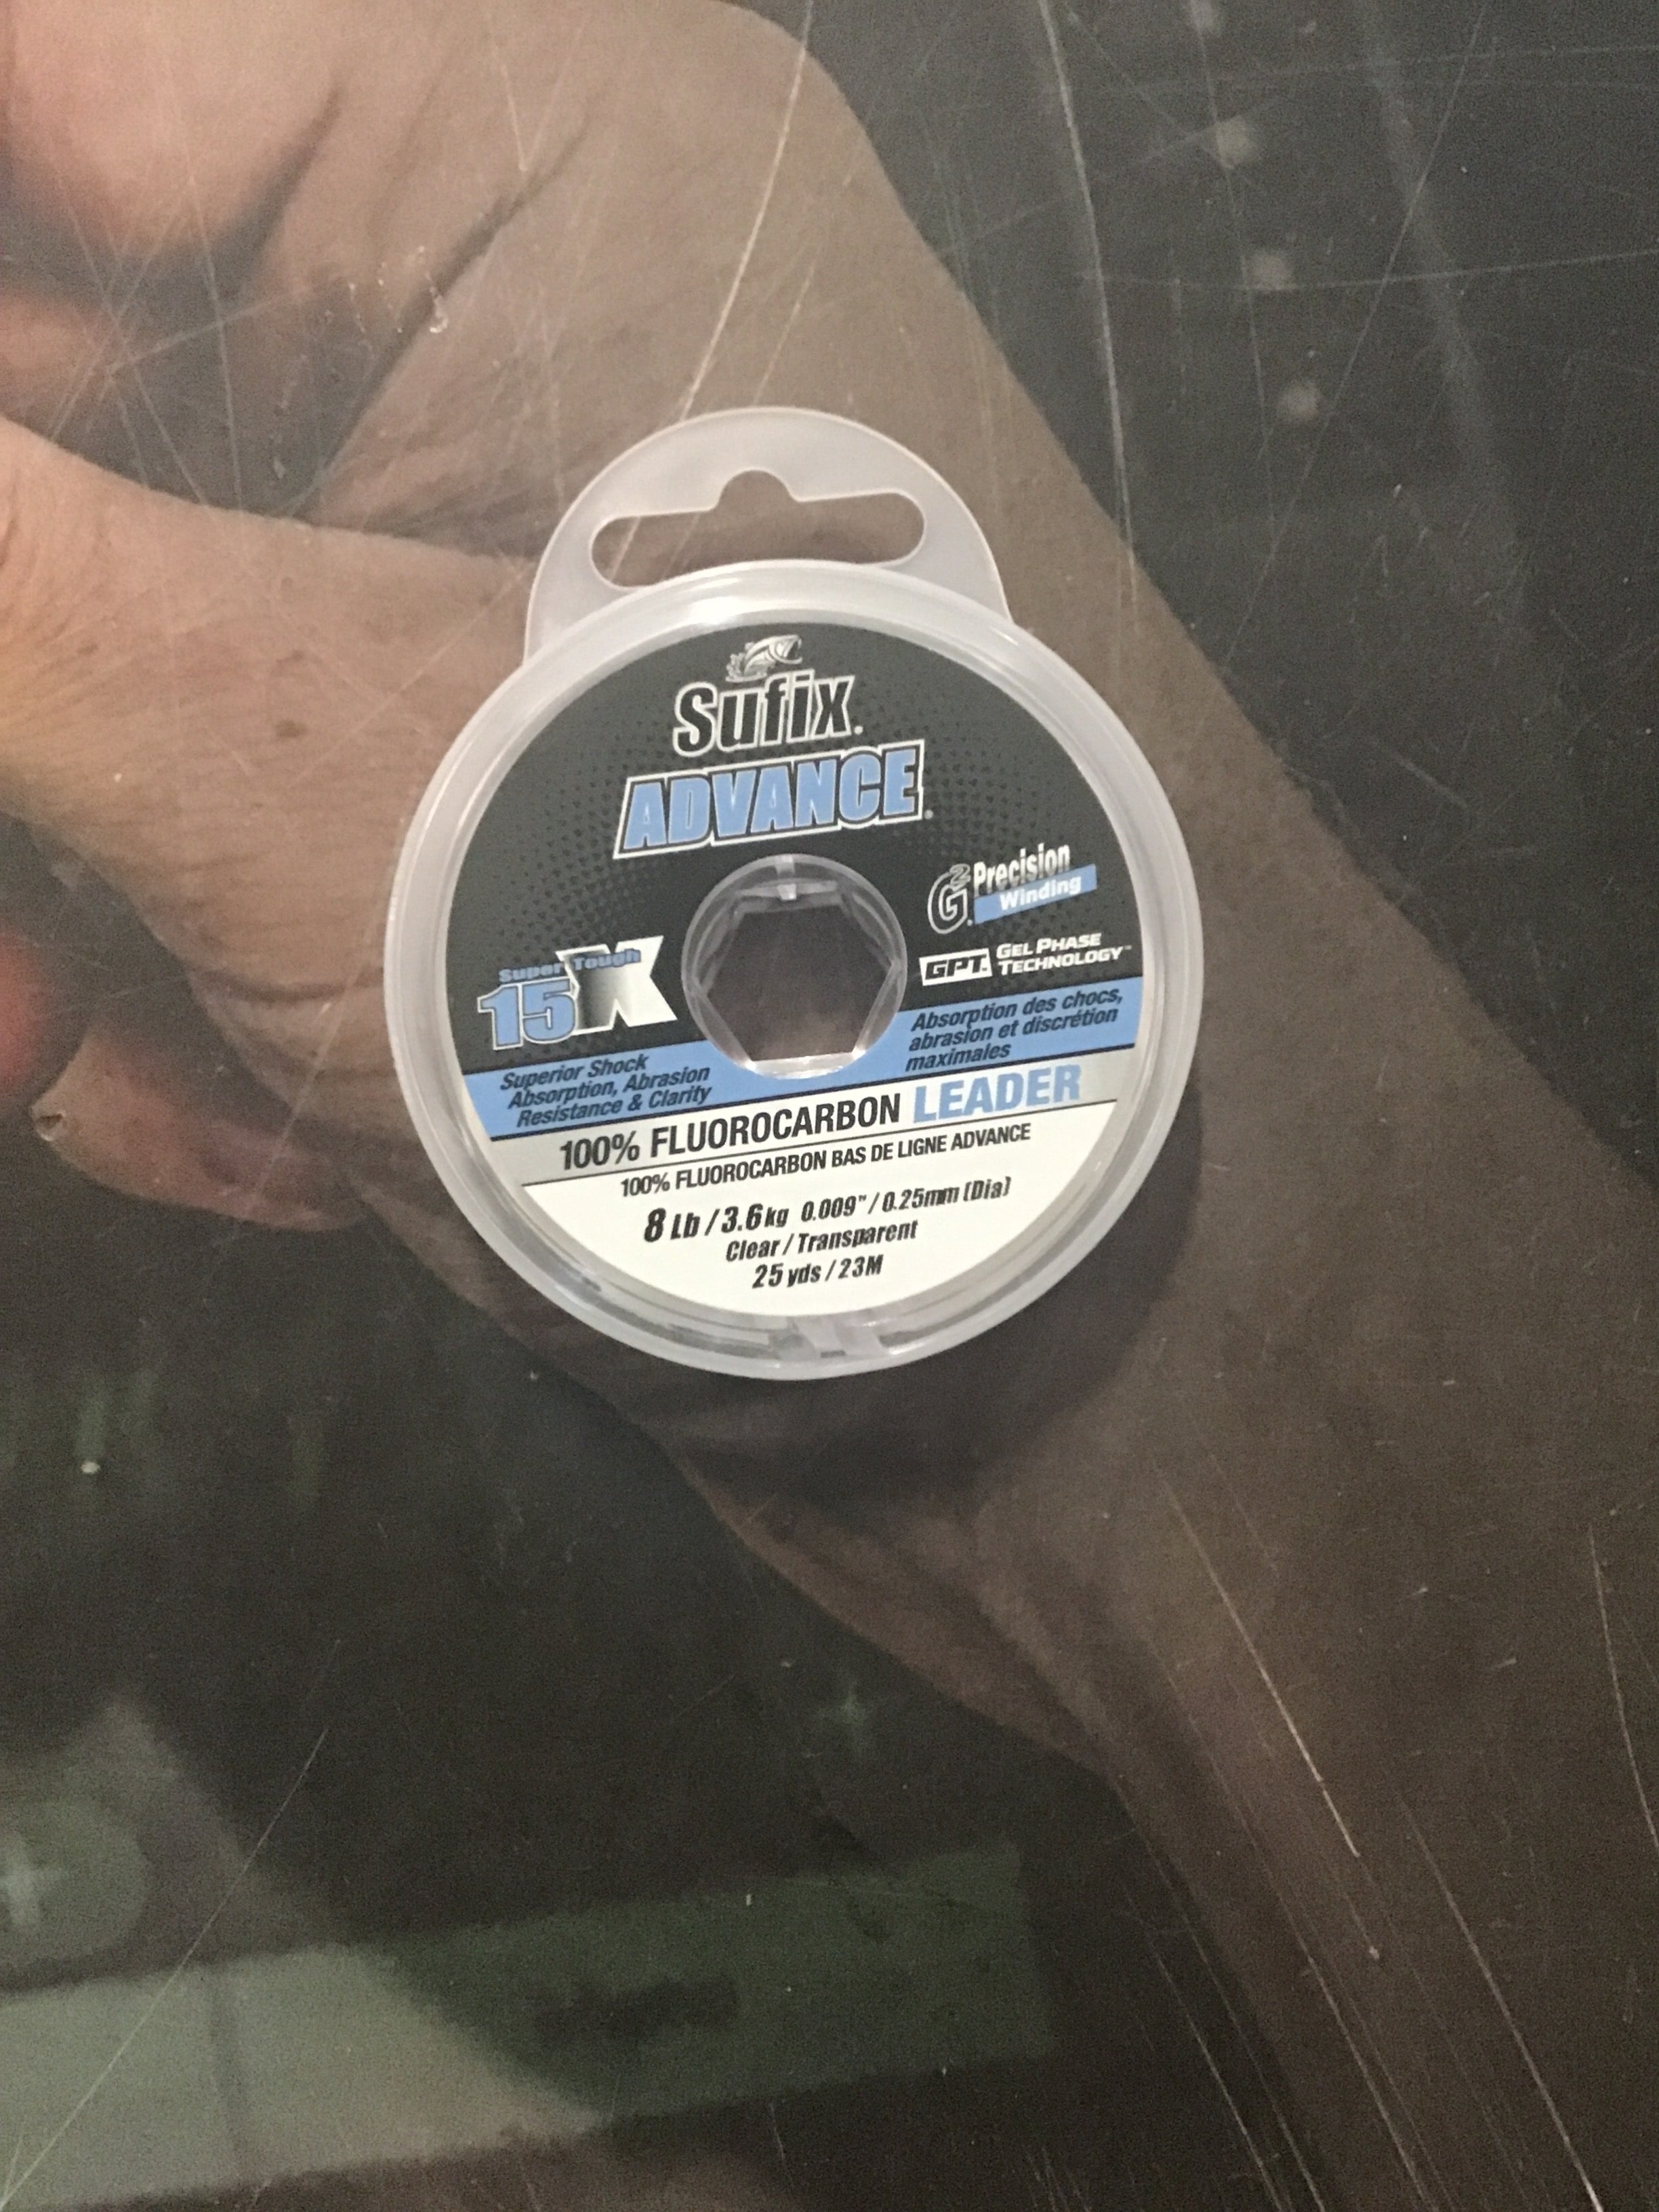 Sufix®
ADVANCE®
G² Precision
Winding
GPT. GEL PHASE
TECHNOLOGY™
Super Tough
15X
Superior Shock
Absorption, Abrasion
Resistance & Clarity
Absorption des chocs,
abrasion et discrétion
maximales
100% FLUOROCARBON LEADER
100% FLUOROCARBON BAS DE LIGNE ADVANCE
8 Lb / 3.6 kg 0.009" / 0.25mm (Dia)
Clear / Transparent
25 yds / 23M